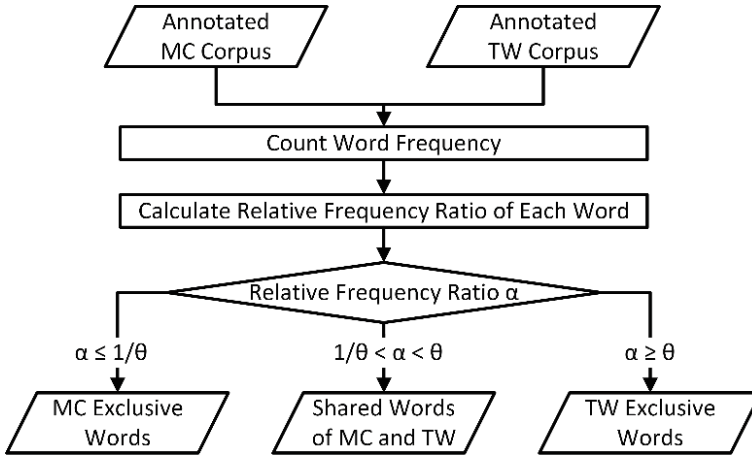 Annotated
MC Corpus
Annotated
TW Corpus
Count Word Frequency
Calculate Relative Frequency Ratio of Each Word
Relative Frequency Ratio α
α ≤ 1/θ
1/θ < α < θ
α ≥ θ
MC Exclusive
Words
Shared Words
of MC and TW
TW Exclusive
Words